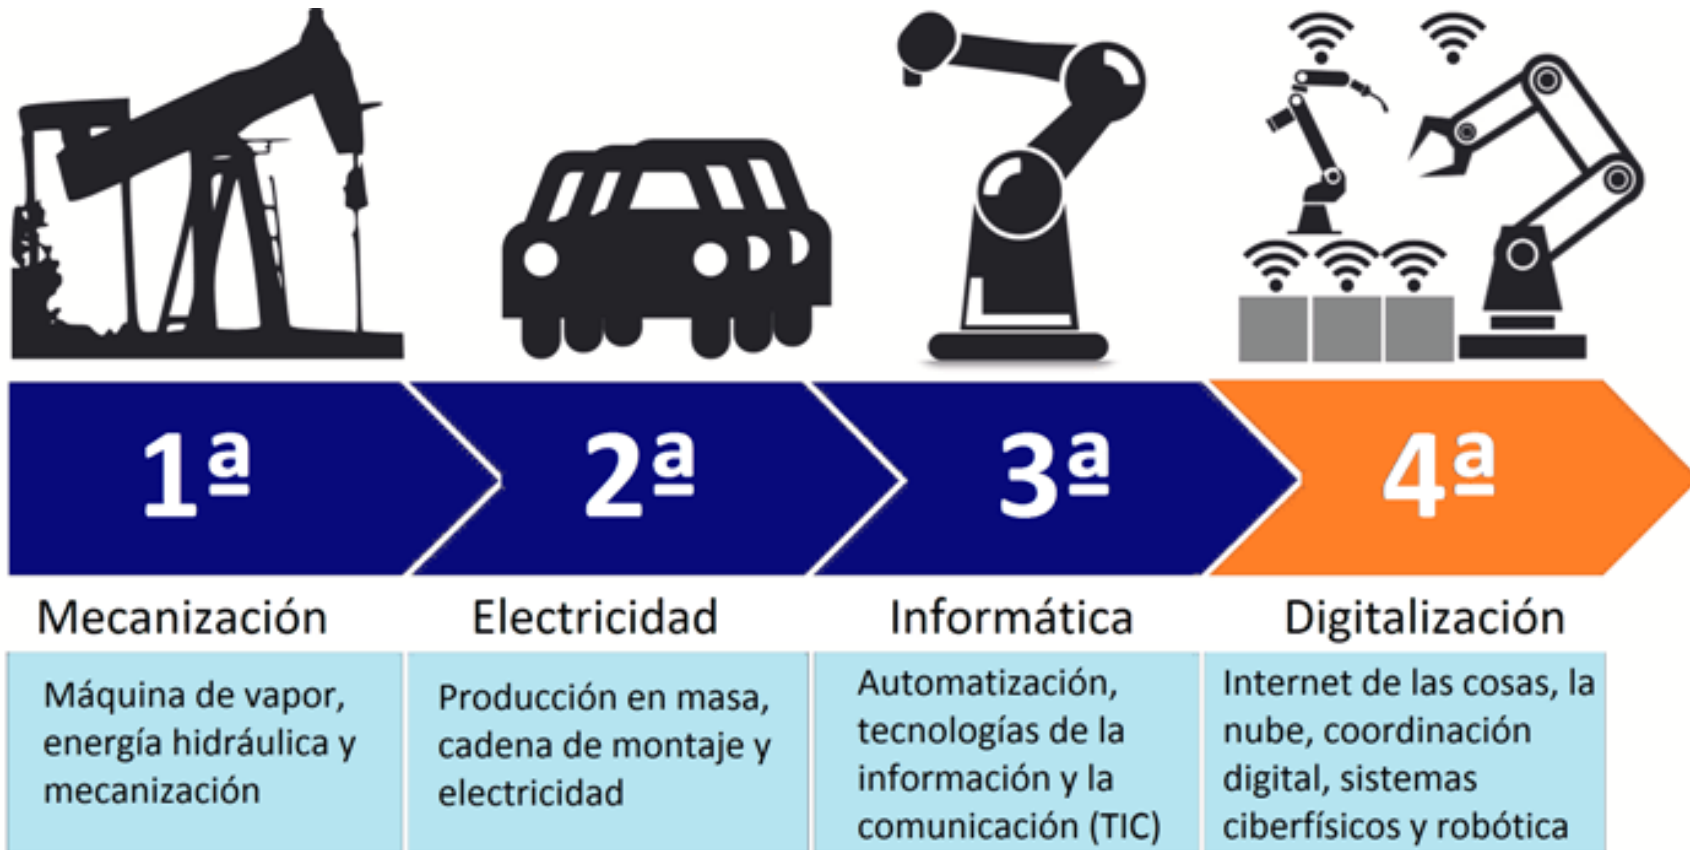 1ª
2ª
3ª
4ª
Mecanización
Electricidad
Informática
Digitalización
Máquina de vapor,
energía hidráulica y
mecanización
Producción en masa,
cadena de montaje y
electricidad
Automatización,
tecnologías de la
información y la
comunicación (TIC)
Internet de las cosas, la
nube, coordinación
digital, sistemas
ciberfísicos y robótica